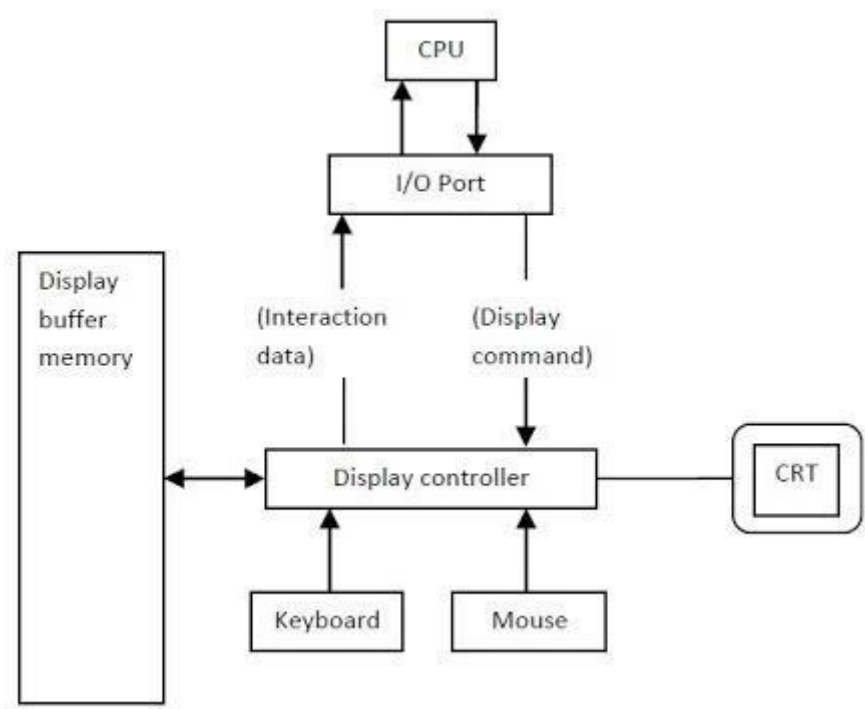 CPU
I/O Port
Display
buffer
memory
(Interaction
data)
(Display
command)
Display controller
CRT
Keyboard
Mouse